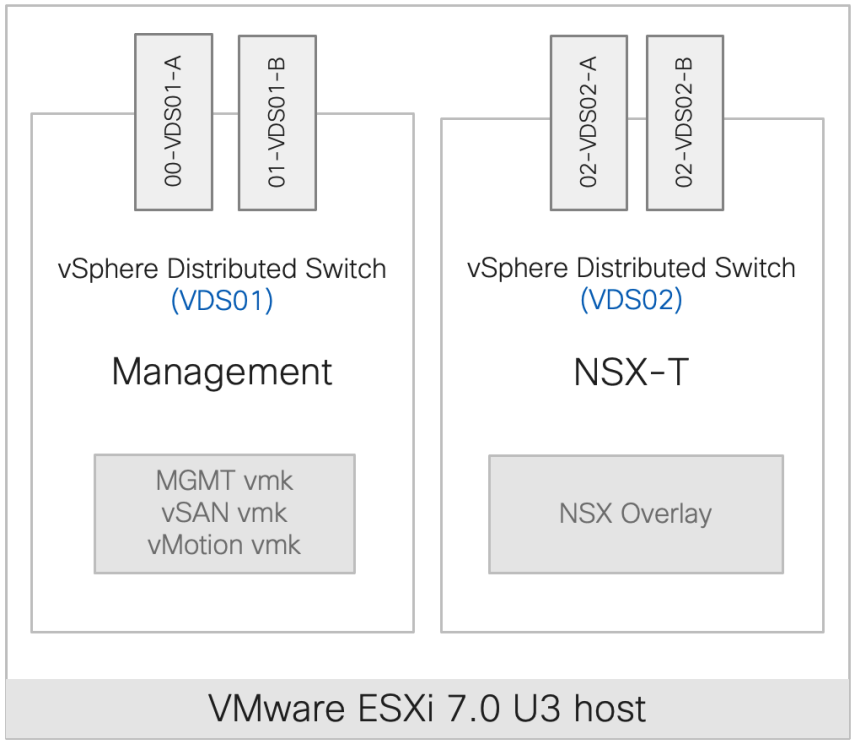 00-VDS01-A
01-VDS01-B
02-VDS02-A
02-VDS02-B
vSphere Distributed Switch
(VDS01)
Management
MGMT vmk
vSAN vmk
vMotion vmk
vSphere Distributed Switch
(VDS02)
NSX-T
NSX Overlay
VMware ESXi 7.0 U3 host